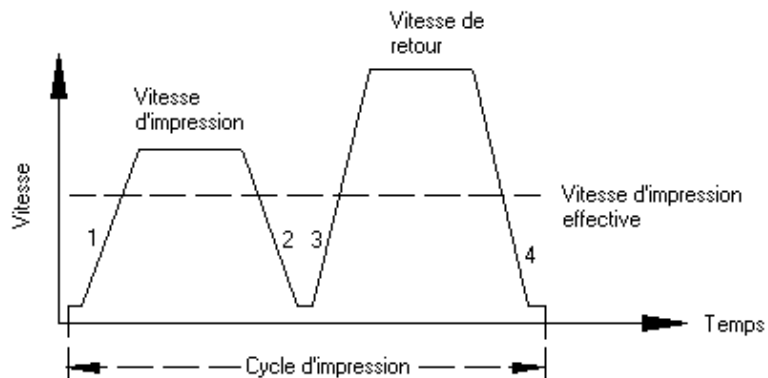 Vitesse de
retour
Vitesse
d'impression
Vitesse
Vitesse d'impression
effective
1
2
3
4
Temps
Cycle d'impression